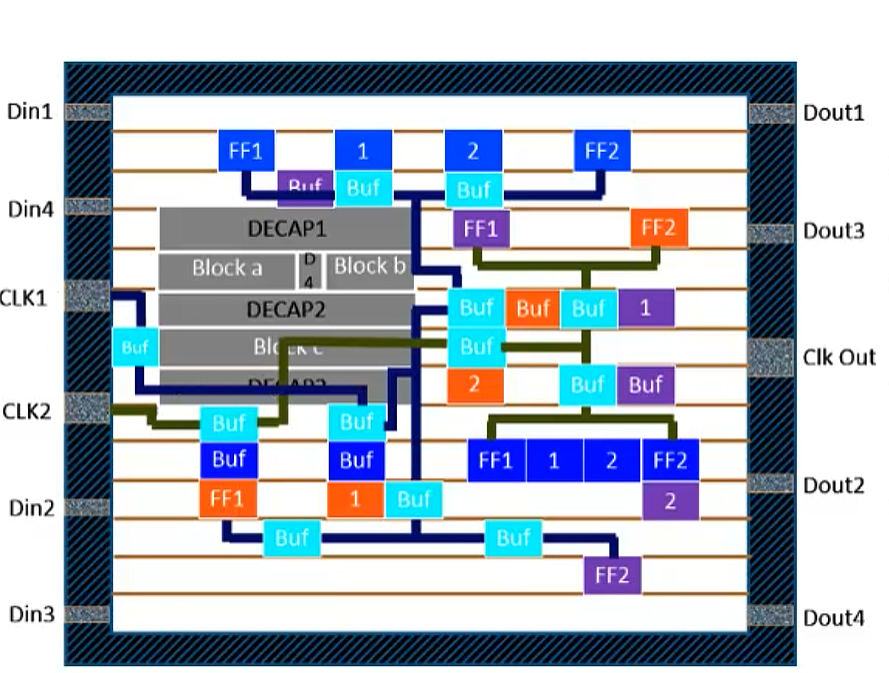 Din1
Dout1
FF1 1 2 FF2
Buf Buf Buf
Din4
DECAP1 FF1 FF2
Dout3
Block a D4 Block b
CLK1
DECAP2 Buf Buf Buf 1
Buf Block c Buf
Clk Out
2 Buf Buf
CLK2
Buf Buf
Buf Buf FF1 1 2 FF2
Dout2
FF1 1 Buf 2
Din2
Buf Buf
FF2
Din3
Dout4